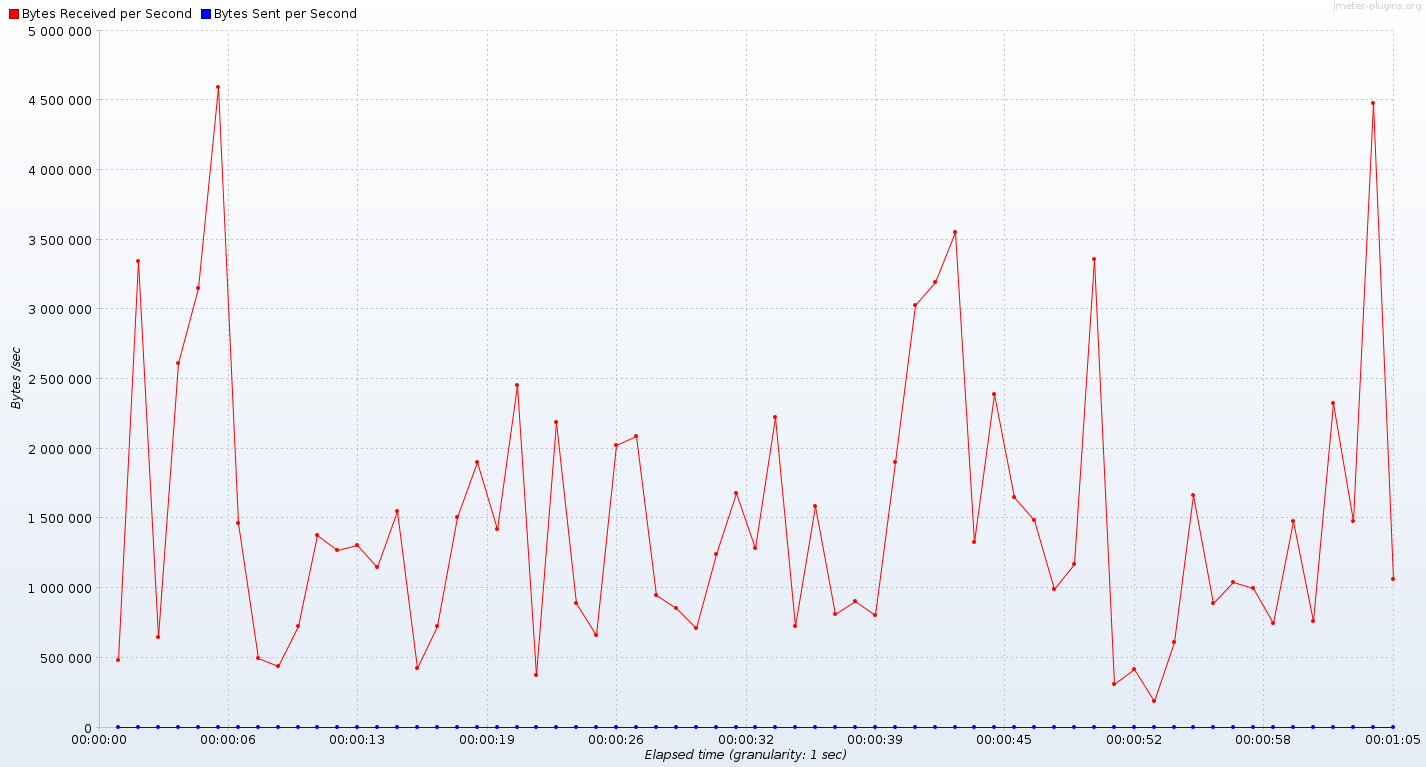 jmeter-plugins.org
Bytes Received per Second Bytes Sent per Second
5 000 000
4 500 000
4 000 000
3 500 000
3 000 000
2 500 000
2 000 000
1 500 000
1 000 000
500 000
0
Bytes /sec
00:00:00 00:00:06 00:00:13 00:00:19 00:00:26 00:00:32 00:00:39 00:00:45 00:00:52 00:00:58 00:01:05
Elapsed time (granularity: 1 sec)